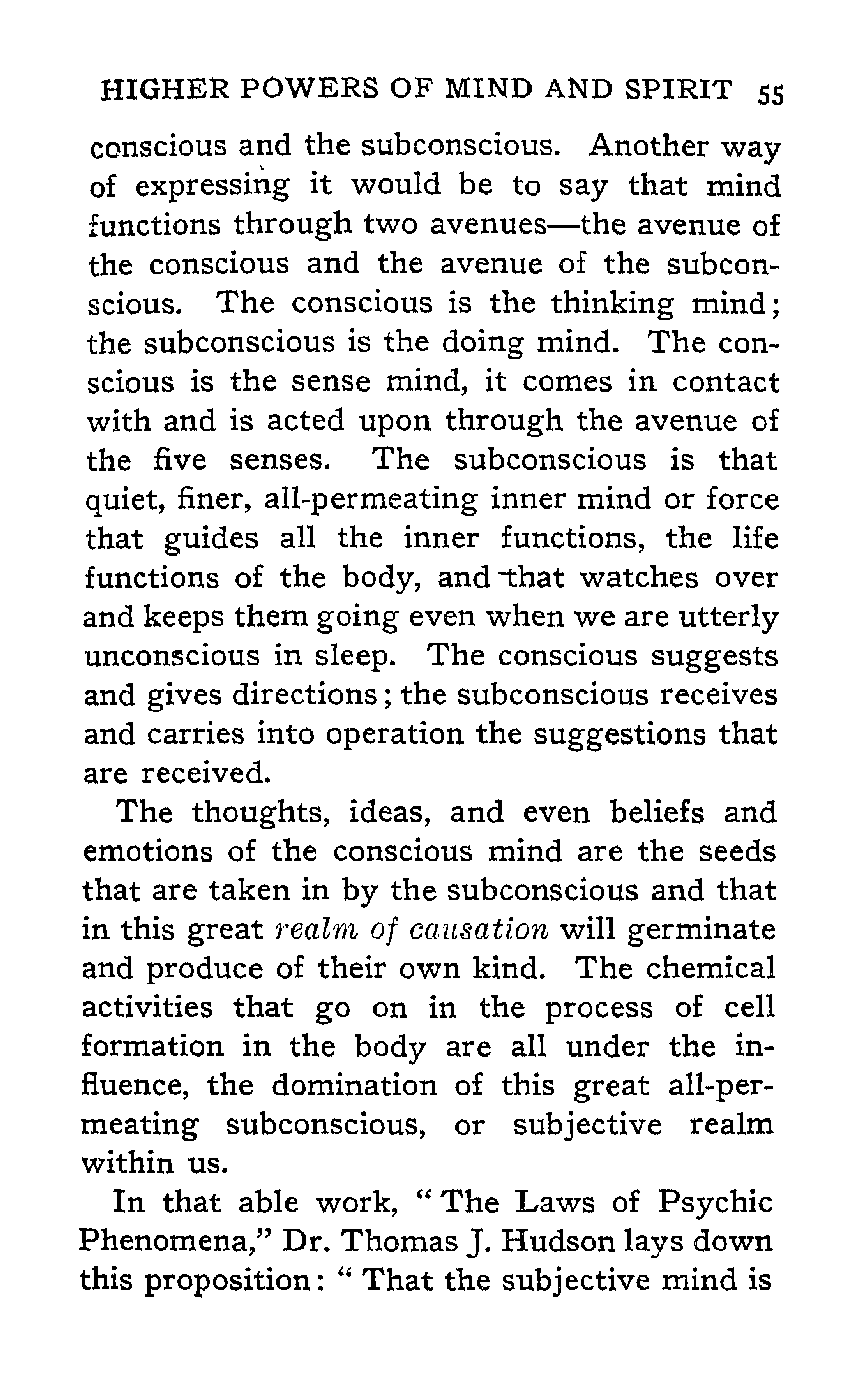 HIGHER POWERS OF MIND AND SPIRIT 55
conscious and the subconscious. Another way
of expressing it would be to say that mind
functions through two avenues—the avenue of
the conscious and the avenue of the subcon-
scious. The conscious is the thinking mind;
the subconscious is the doing mind. The con-
scious is the sense mind, it comes in contact
with and is acted upon through the avenue of
the five senses. The subconscious is that
quiet, finer, all-permeating inner mind or force
that guides all the inner functions, the life
functions of the body, and that watches over
and keeps them going even when we are utterly
unconscious in sleep. The conscious suggests
and gives directions; the subconscious receives
and carries into operation the suggestions that
are received.
The thoughts, ideas, and even beliefs and
emotions of the conscious mind are the seeds
that are taken in by the subconscious and that
in this great realm of causation will germinate
and produce of their own kind. The chemical
activities that go on in the process of cell
formation in the body are all under the in-
fluence, the domination of this great all-per-
meating subconscious, or subjective realm
within us.
In that able work, “ The Laws of Psychic
Phenomena,” Dr. Thomas J. Hudson lays down
this proposition: “ That the subjective mind is